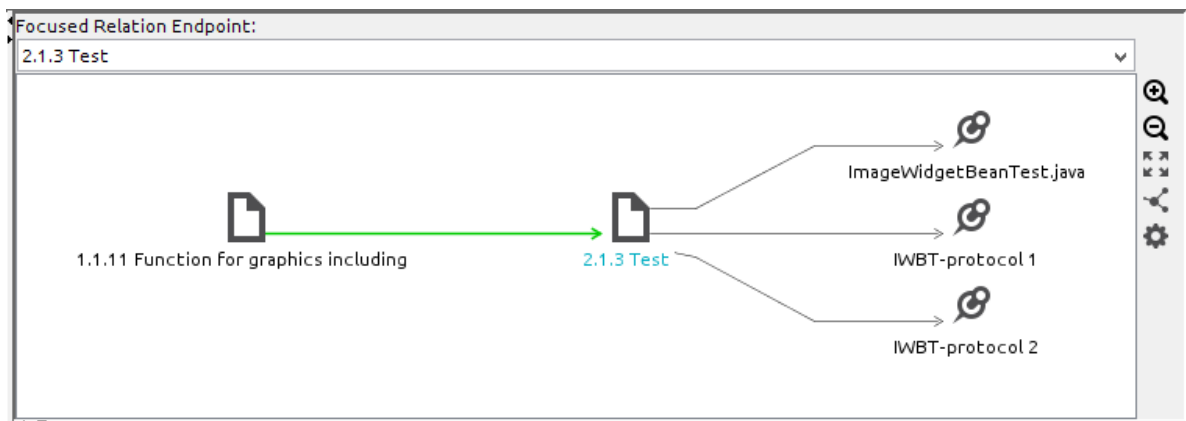 Focused Relation Endpoint:
2.1.3 Test
ImageWidgetBeanTest.java
1.1.11 Function for graphics including
2.1.3 Test
IWBT-protocol 1
IWBT-protocol 2